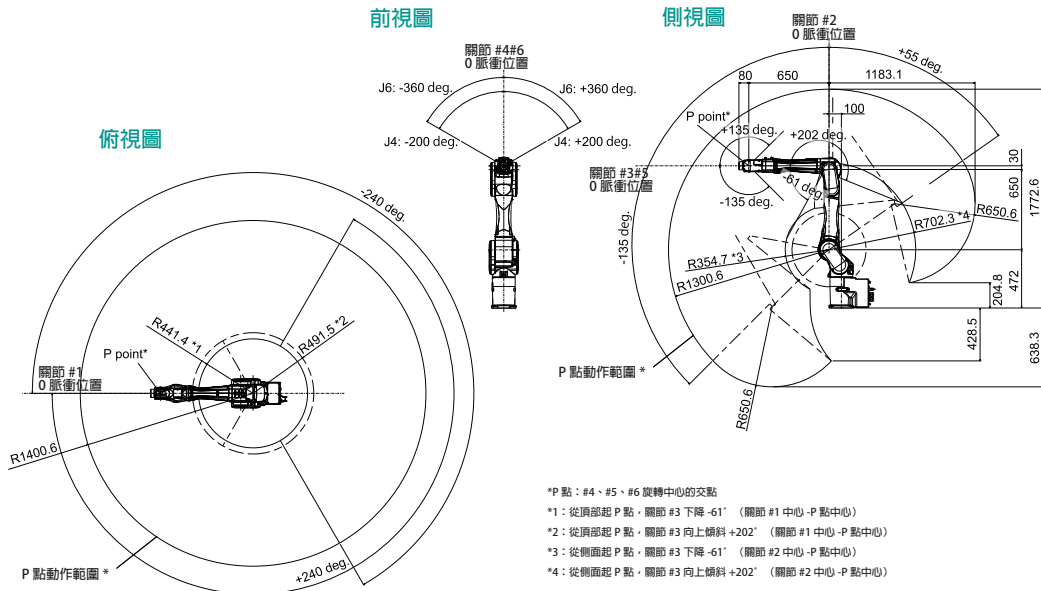 前視圖
側視圖
俯視圖
關節 #4#6
0 脈衝位置
J6: -360 deg.
J6: +360 deg.
J4: -200 deg.
J4: +200 deg.
關節 #2
0 脈衝位置
+55 deg.
80
650
1183.1
100
P point*
+135 deg.
+202 deg.
關節 #3#5
0 脈衝位置
-61 deg.
-135 deg.
-135 deg.
30
650
1772.6
R650.6
R702.3 *4
R354.7 *3
R1300.6
204.8
472
428.5
638.3
P 點動作範圍 *
R650.6
-240 deg.
R441.4 *1
R491.5 *2
P point*
關節 #1
0 脈衝位置
R1400.6
P 點動作範圍 *
+240 deg.
*P 點：#4、#5、#6 旋轉中心的交點
*1：從頂部起 P 點，關節 #3 下降 -61°（關節 #1 中心 -P 點中心）
*2：從頂部起 P 點，關節 #3 向上傾斜 +202°（關節 #1 中心 -P 點中心）
*3：從側面起 P 點，關節 #3 下降 -61°（關節 #2 中心 -P 點中心）
*4：從側面起 P 點，關節 #3 向上傾斜 +202°（關節 #2 中心 -P 點中心）